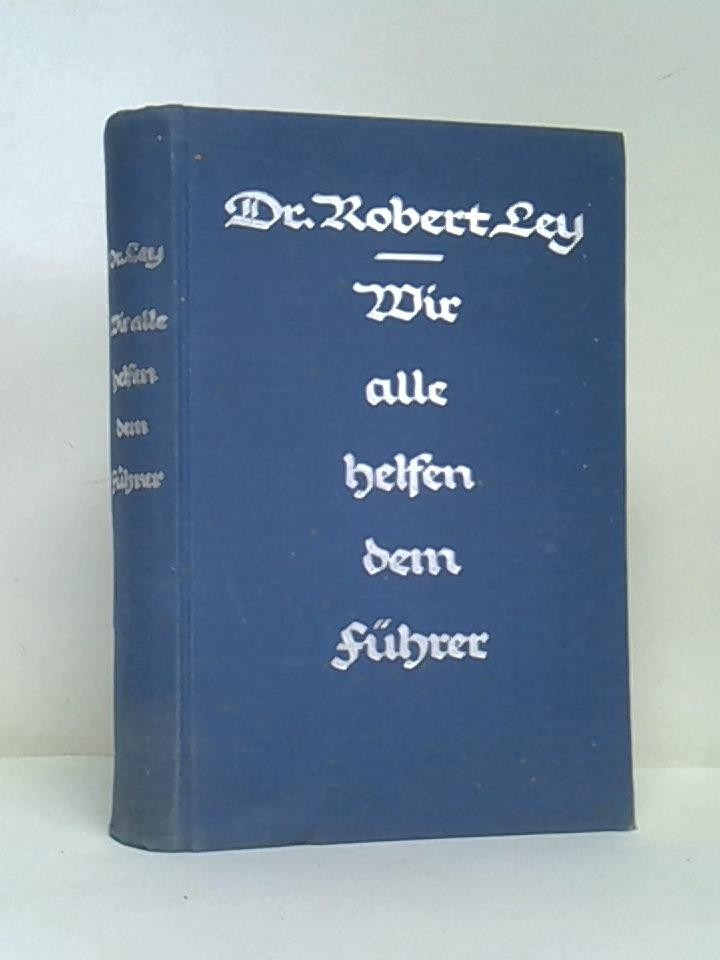 Dr. Robert Ley
Wir
alle
helfen
dem
Führer
Dr. Ley
Wir alle
helfen
dem
Führer